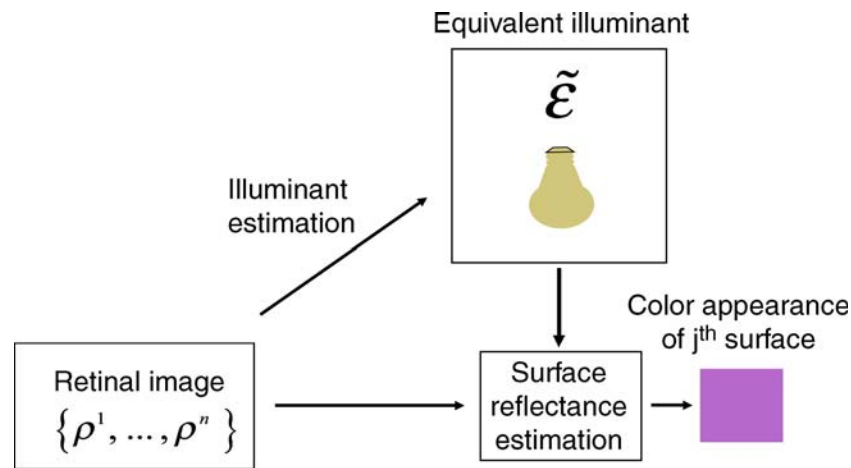 Equivalent illuminant
ε̃
Illuminant
estimation
Color appearance
of jth surface
Retinal image
{ρ¹, ..., ρⁿ}
Surface
reflectance
estimation